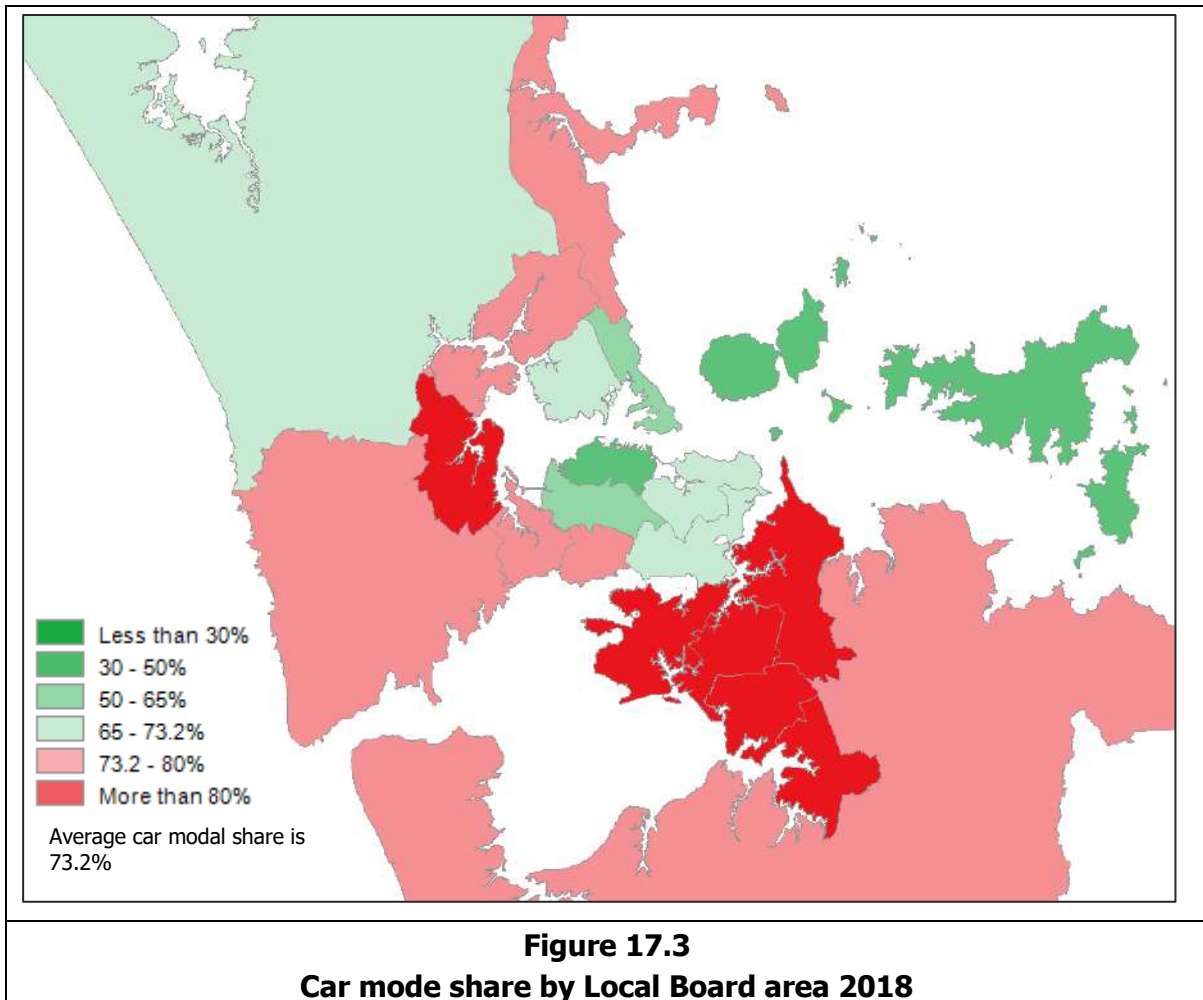 Less than 30%
30 - 50%
50 - 65%
65 - 73.2%
73.2 - 80%
More than 80%
Average car modal share is
73.2%
Figure 17.3
Car mode share by Local Board area 2018